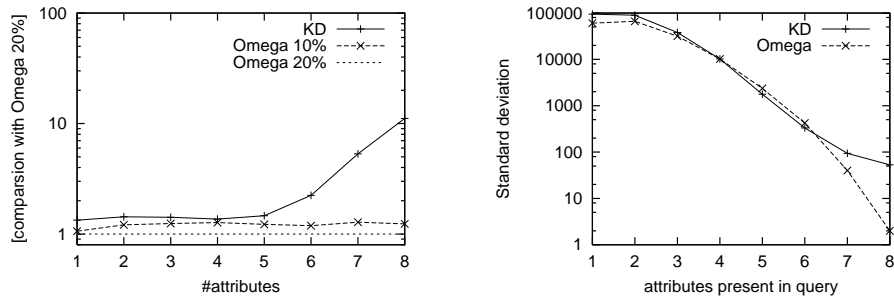 [comparsion with Omega 20%]
100
10
1
KD
Omega 10%
Omega 20%
1 2 3 4 5 6 7 8
#attributes
Standard deviation
100000
10000
1000
100
10
1
KD
Omega
1 2 3 4 5 6 7 8
attributes present in query